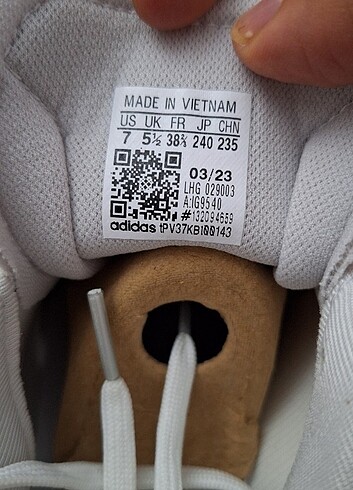 MADE IN VIETNAM
US UK FR JP CHN
7 5½ 38⅔ 240 235
03/23
LHG 029003
A:IG9540
#132094659
adidas tPV37KBI00143